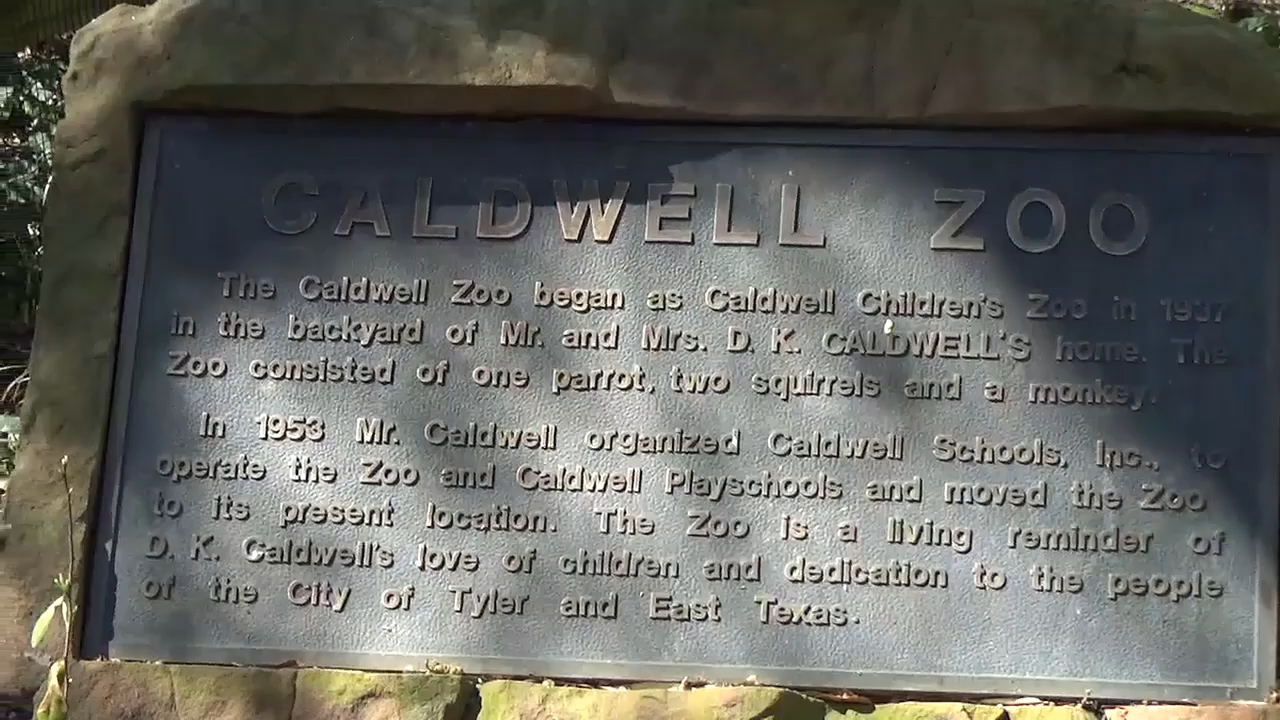 CALDWELL ZOO
The Caldwell Zoo began as Caldwell Children's Zoo in 1937
in the backyard of Mr. and Mrs. D. K. CALDWELL'S home. The
Zoo consisted of one parrot, two squirrels and a monkey.
In 1953 Mr. Caldwell organized Caldwell Schools, Inc., to
operate the Zoo and Caldwell Playschools and moved the Zoo
to its present location. The Zoo is a living reminder of
D. K. Caldwell's love of children and dedication to the people
of the City of Tyler and East Texas.